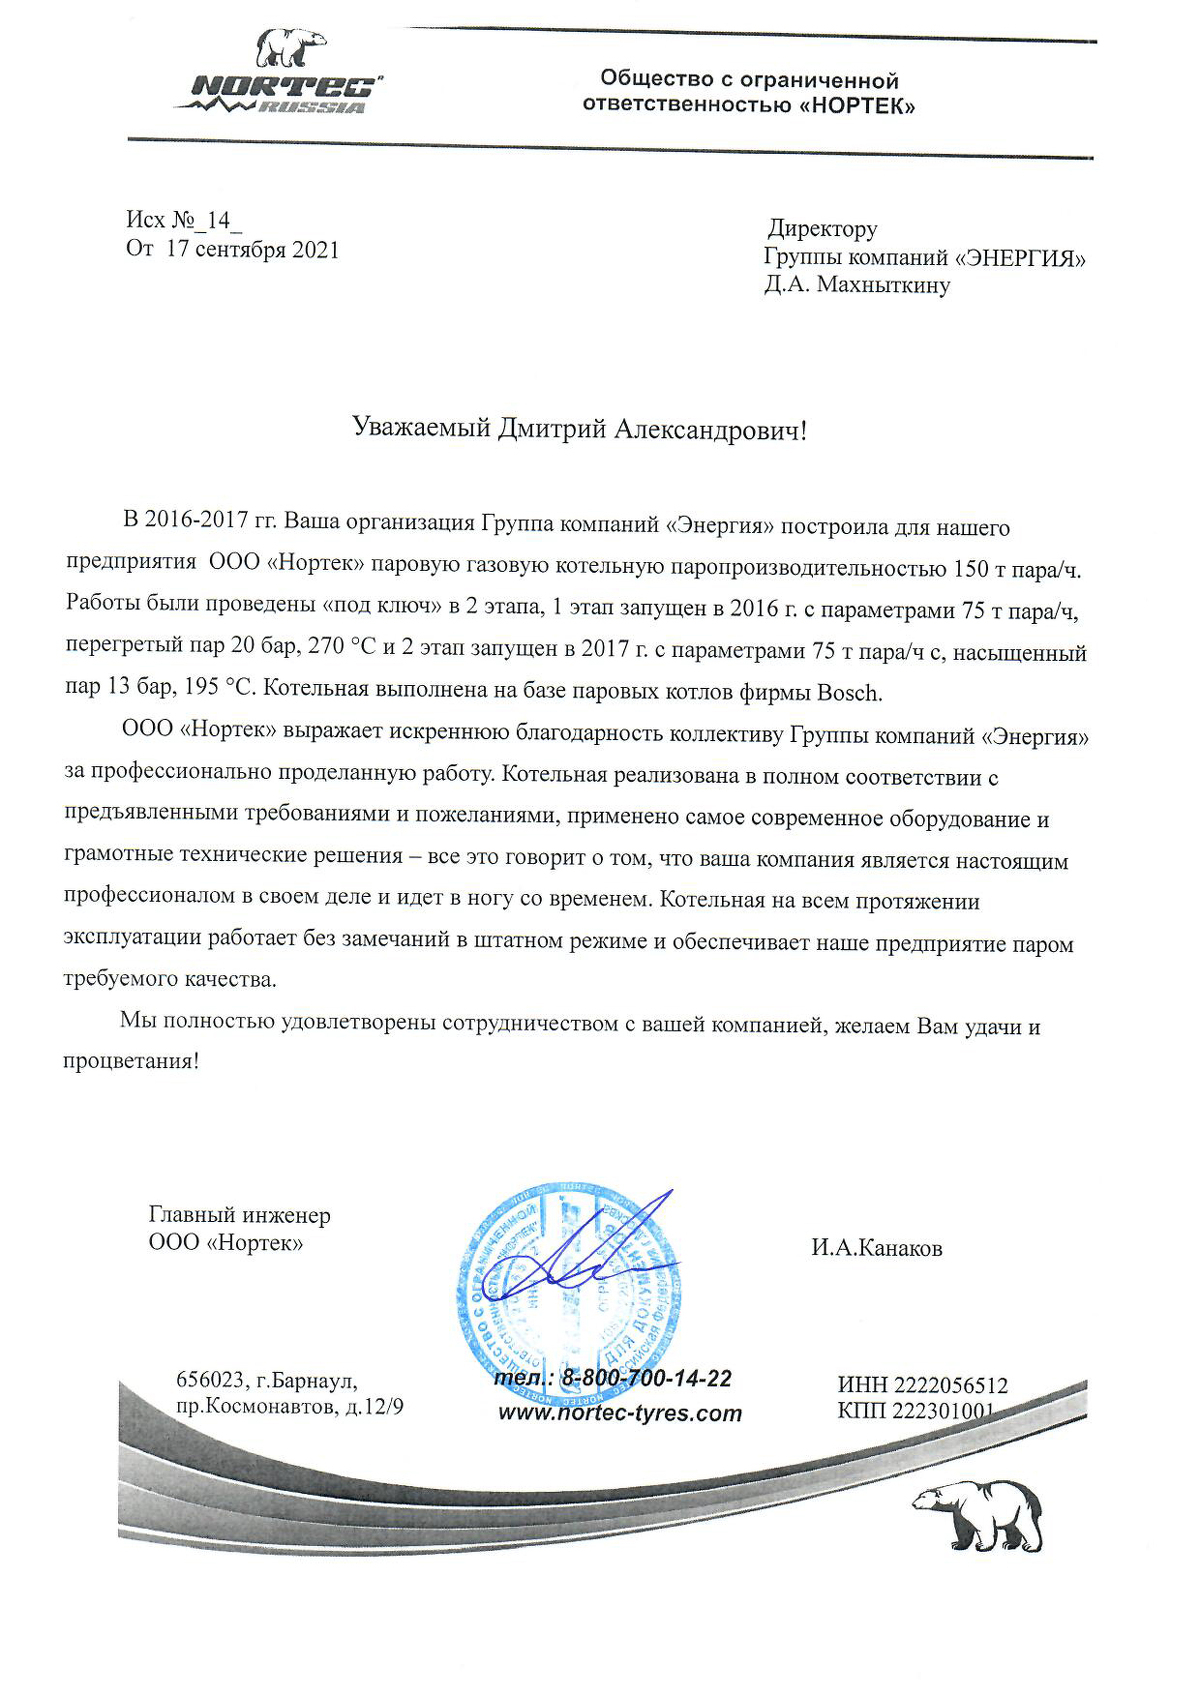 NORTEC
RUSSIA
Общество с ограниченной
ответственностью «НОРТЕК»
Исх №_14_
От 17 сентября 2021
Директору
Группы компаний «ЭНЕРГИЯ»
Д.А. Махныткину
Уважаемый Дмитрий Александрович!
В 2016-2017 гг. Ваша организация Группа компаний «Энергия» построила для нашего
предприятия ООО «Нортек» паровую газовую котельную паропроизводительностью 150 т пара/ч.
Работы были проведены «под ключ» в 2 этапа, 1 этап запущен в 2016 г. с параметрами 75 т пара/ч,
перегретый пар 20 бар, 270 °С и 2 этап запущен в 2017 г. с параметрами 75 т пара/ч с, насыщенный
пар 13 бар, 195 °С. Котельная выполнена на базе паровых котлов фирмы Bosch.
ООО «Нортек» выражает искреннюю благодарность коллективу Группы компаний «Энергия»
за профессионально проделанную работу. Котельная реализована в полном соответствии с
предъявленными требованиями и пожеланиями, применено самое современное оборудование и
грамотные технические решения – все это говорит о том, что ваша компания является настоящим
профессионалом в своем деле и идет в ногу со временем. Котельная на всем протяжении
эксплуатации работает без замечаний в штатном режиме и обеспечивает наше предприятие паром
требуемого качества.
Мы полностью удовлетворены сотрудничеством с вашей компанией, желаем Вам удачи и
процветания!
Главный инженер
ООО «Нортек»
И.А.Канаков
ОБЩЕСТВО С ОГРАНИЧЕННОЙ
ОТВЕТСТВЕННОСТЬЮ
ДЛЯ ДОКУМЕНТОВ
656023, г.Барнаул,
пр.Космонавтов, д.12/9
тел.: 8-800-700-14-22
www.nortec-tyres.com
ИНН 2222056512
КПП 222301001